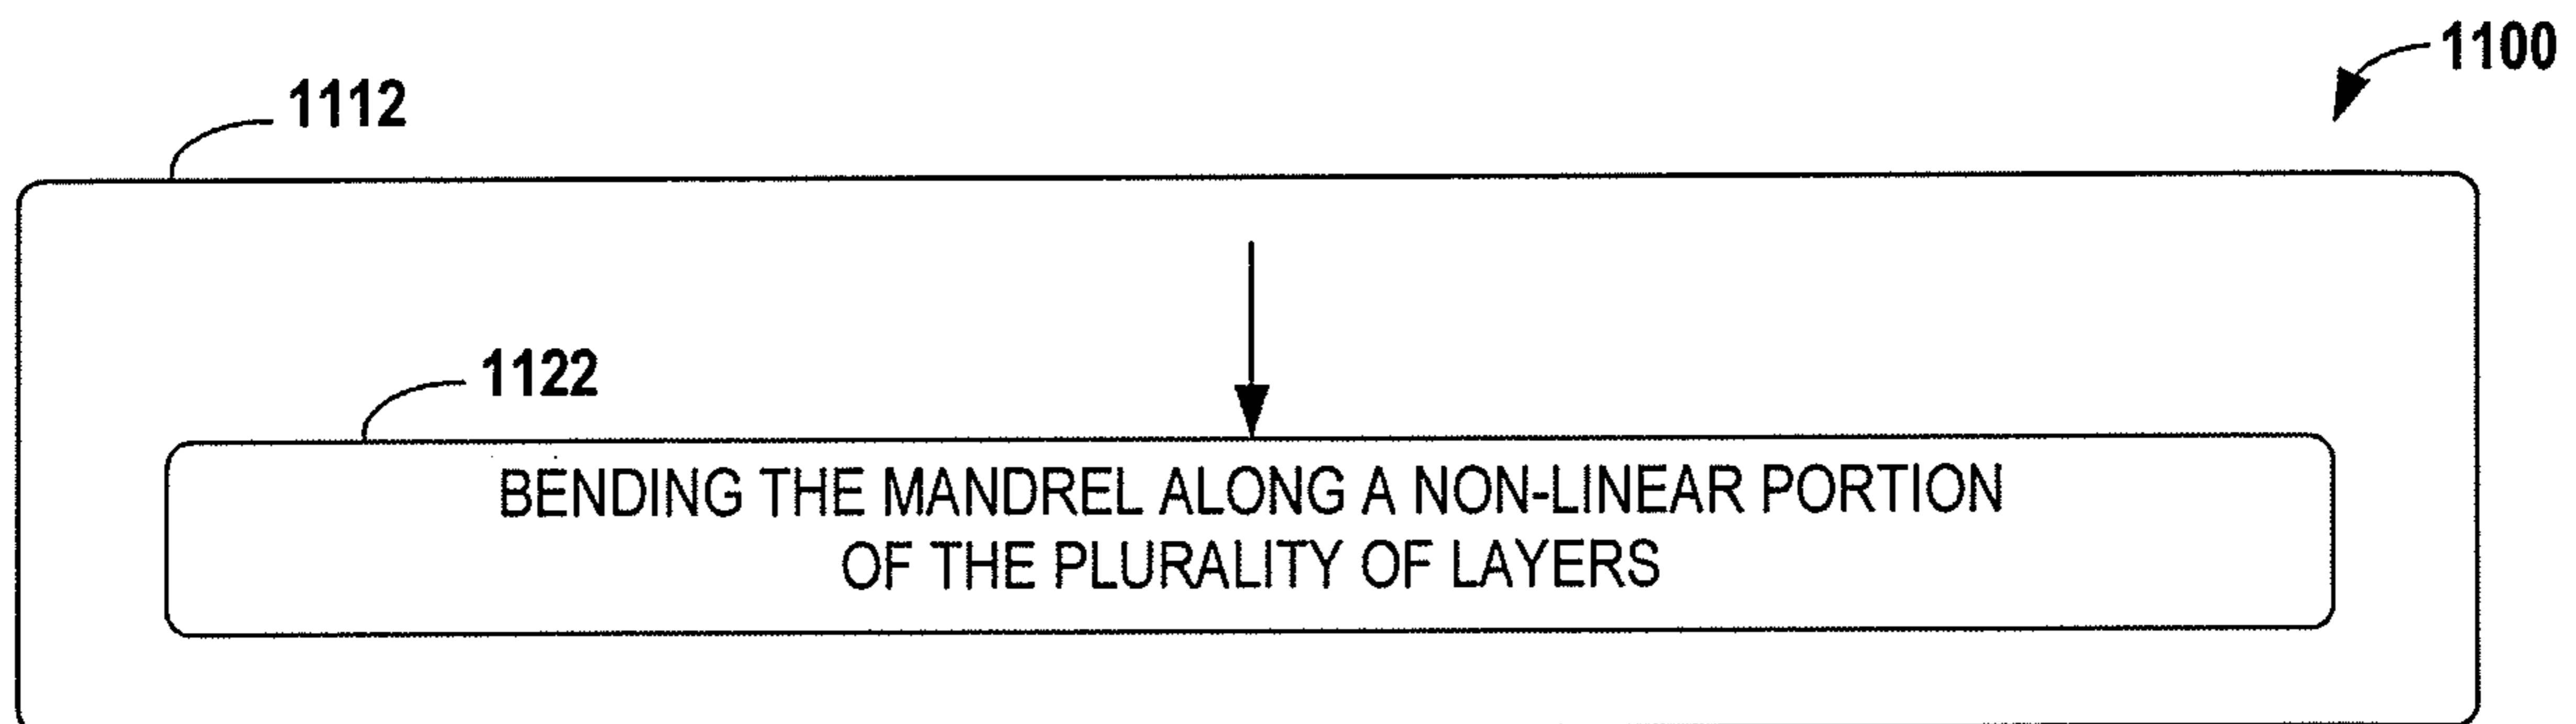 1100
1112
1122
BENDING THE MANDREL ALONG A NON-LINEAR PORTION
OF THE PLURALITY OF LAYERS